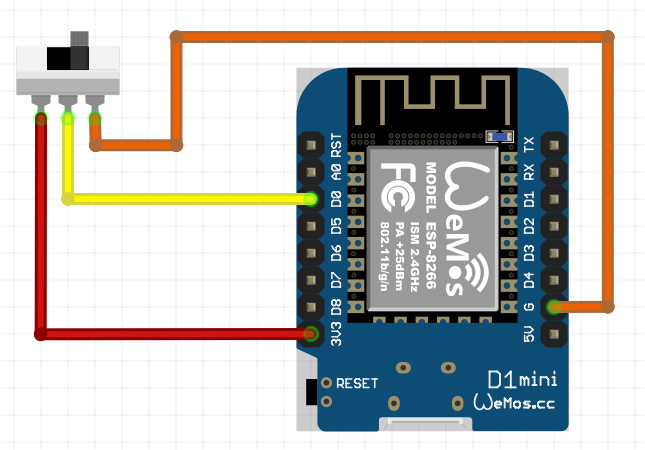 RST
A0
D0
D5
D6
D7
D8
3V3
TX
RX
D1
D2
D3
D4
G
5V
WeMos
MODEL ESP-8266
ISM 2.4GHz
PA +25dBm
802.11b/g/n
FC
RESET
D1mini
WeMos.cc